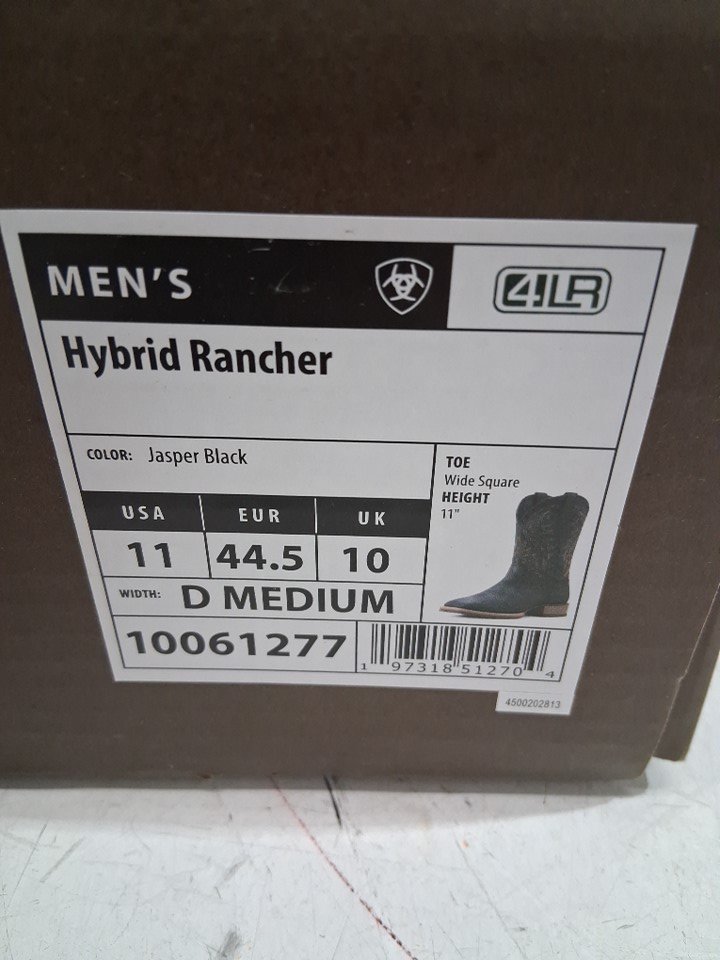 MEN'S
4LR
Hybrid Rancher
COLOR: Jasper Black
TOE
Wide Square
HEIGHT
11"
USA EUR UK
11 44.5 10
WIDTH: D MEDIUM
10061277
1 97318 51270 4
4500202813